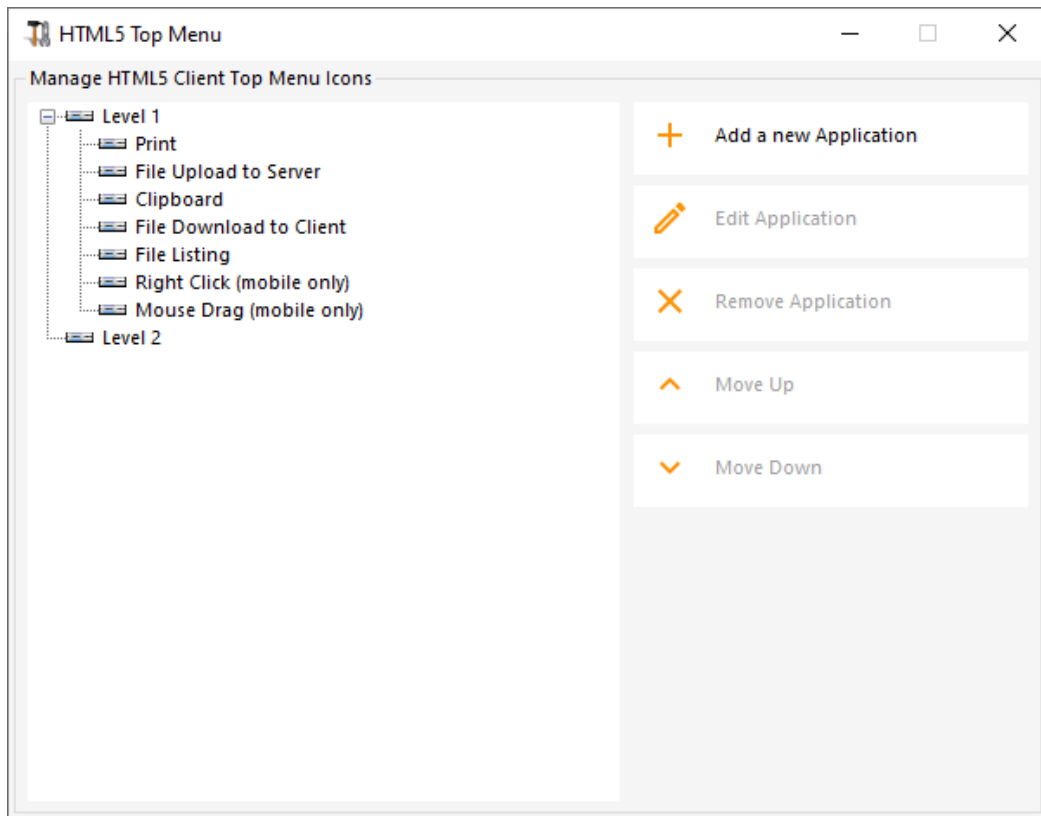 HTML5 Top Menu
Manage HTML5 Client Top Menu Icons
Level 1
Print
File Upload to Server
Clipboard
File Download to Client
File Listing
Right Click (mobile only)
Mouse Drag (mobile only)
Level 2
Add a new Application
Edit Application
Remove Application
Move Up
Move Down